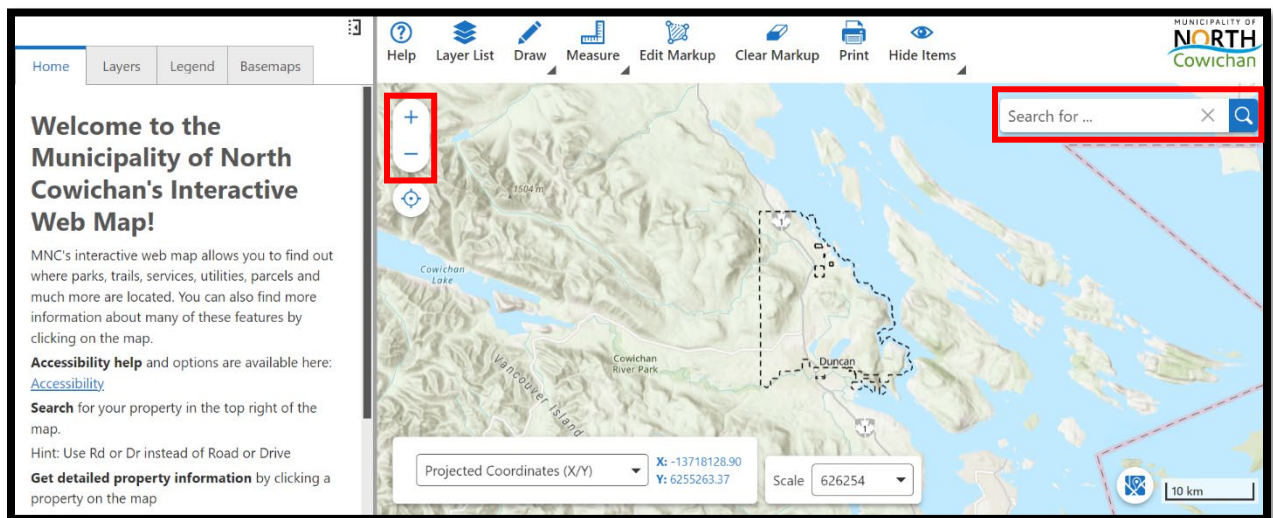 Help
Layer List
Draw
Measure
Edit Markup
Clear Markup
Print
Hide Items
MUNICIPALITY OF
NORTH
Cowichan
Home
Layers
Legend
Basemaps
Welcome to the
Municipality of North
Cowichan's Interactive
Web Map!
MNC's interactive web map allows you to find out
where parks, trails, services, utilities, parcels and
much more are located. You can also find more
information about many of these features by
clicking on the map.
Accessibility help and options are available here:
Accessibility
Search for your property in the top right of the
map.
Hint: Use Rd or Dr instead of Road or Drive
Get detailed property information by clicking a
property on the map
+
−
Search for ...
1504 m
1
Cowichan
Lake
Cowichan
River Park
Duncan
Vancouver Island
1
Projected Coordinates (X/Y)
X: -13718128.90
Y: 6255263.37
Scale
626254
10 km